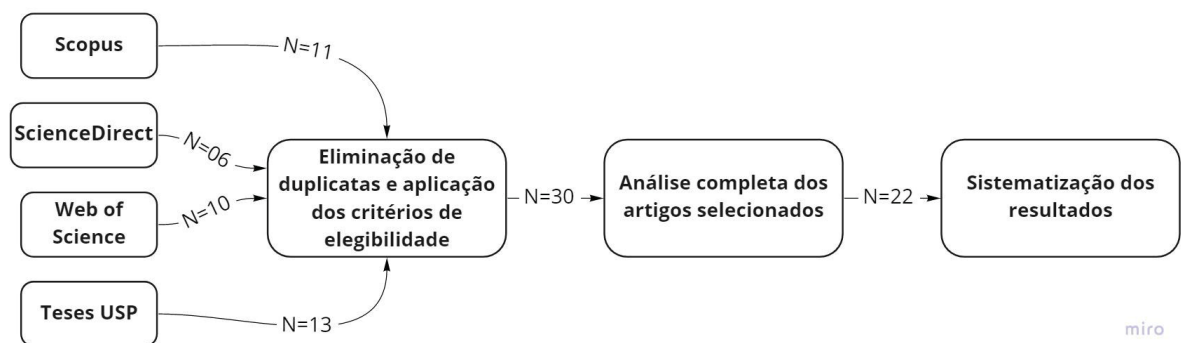 Scopus
N=11
ScienceDirect
N=06
Web of
Science
N=10
Teses USP
N=13
Eliminação de
duplicatas e aplicação
dos critérios de
elegibilidade
N=30
Análise completa dos
artigos selecionados
N=22
Sistematização dos
resultados
miro